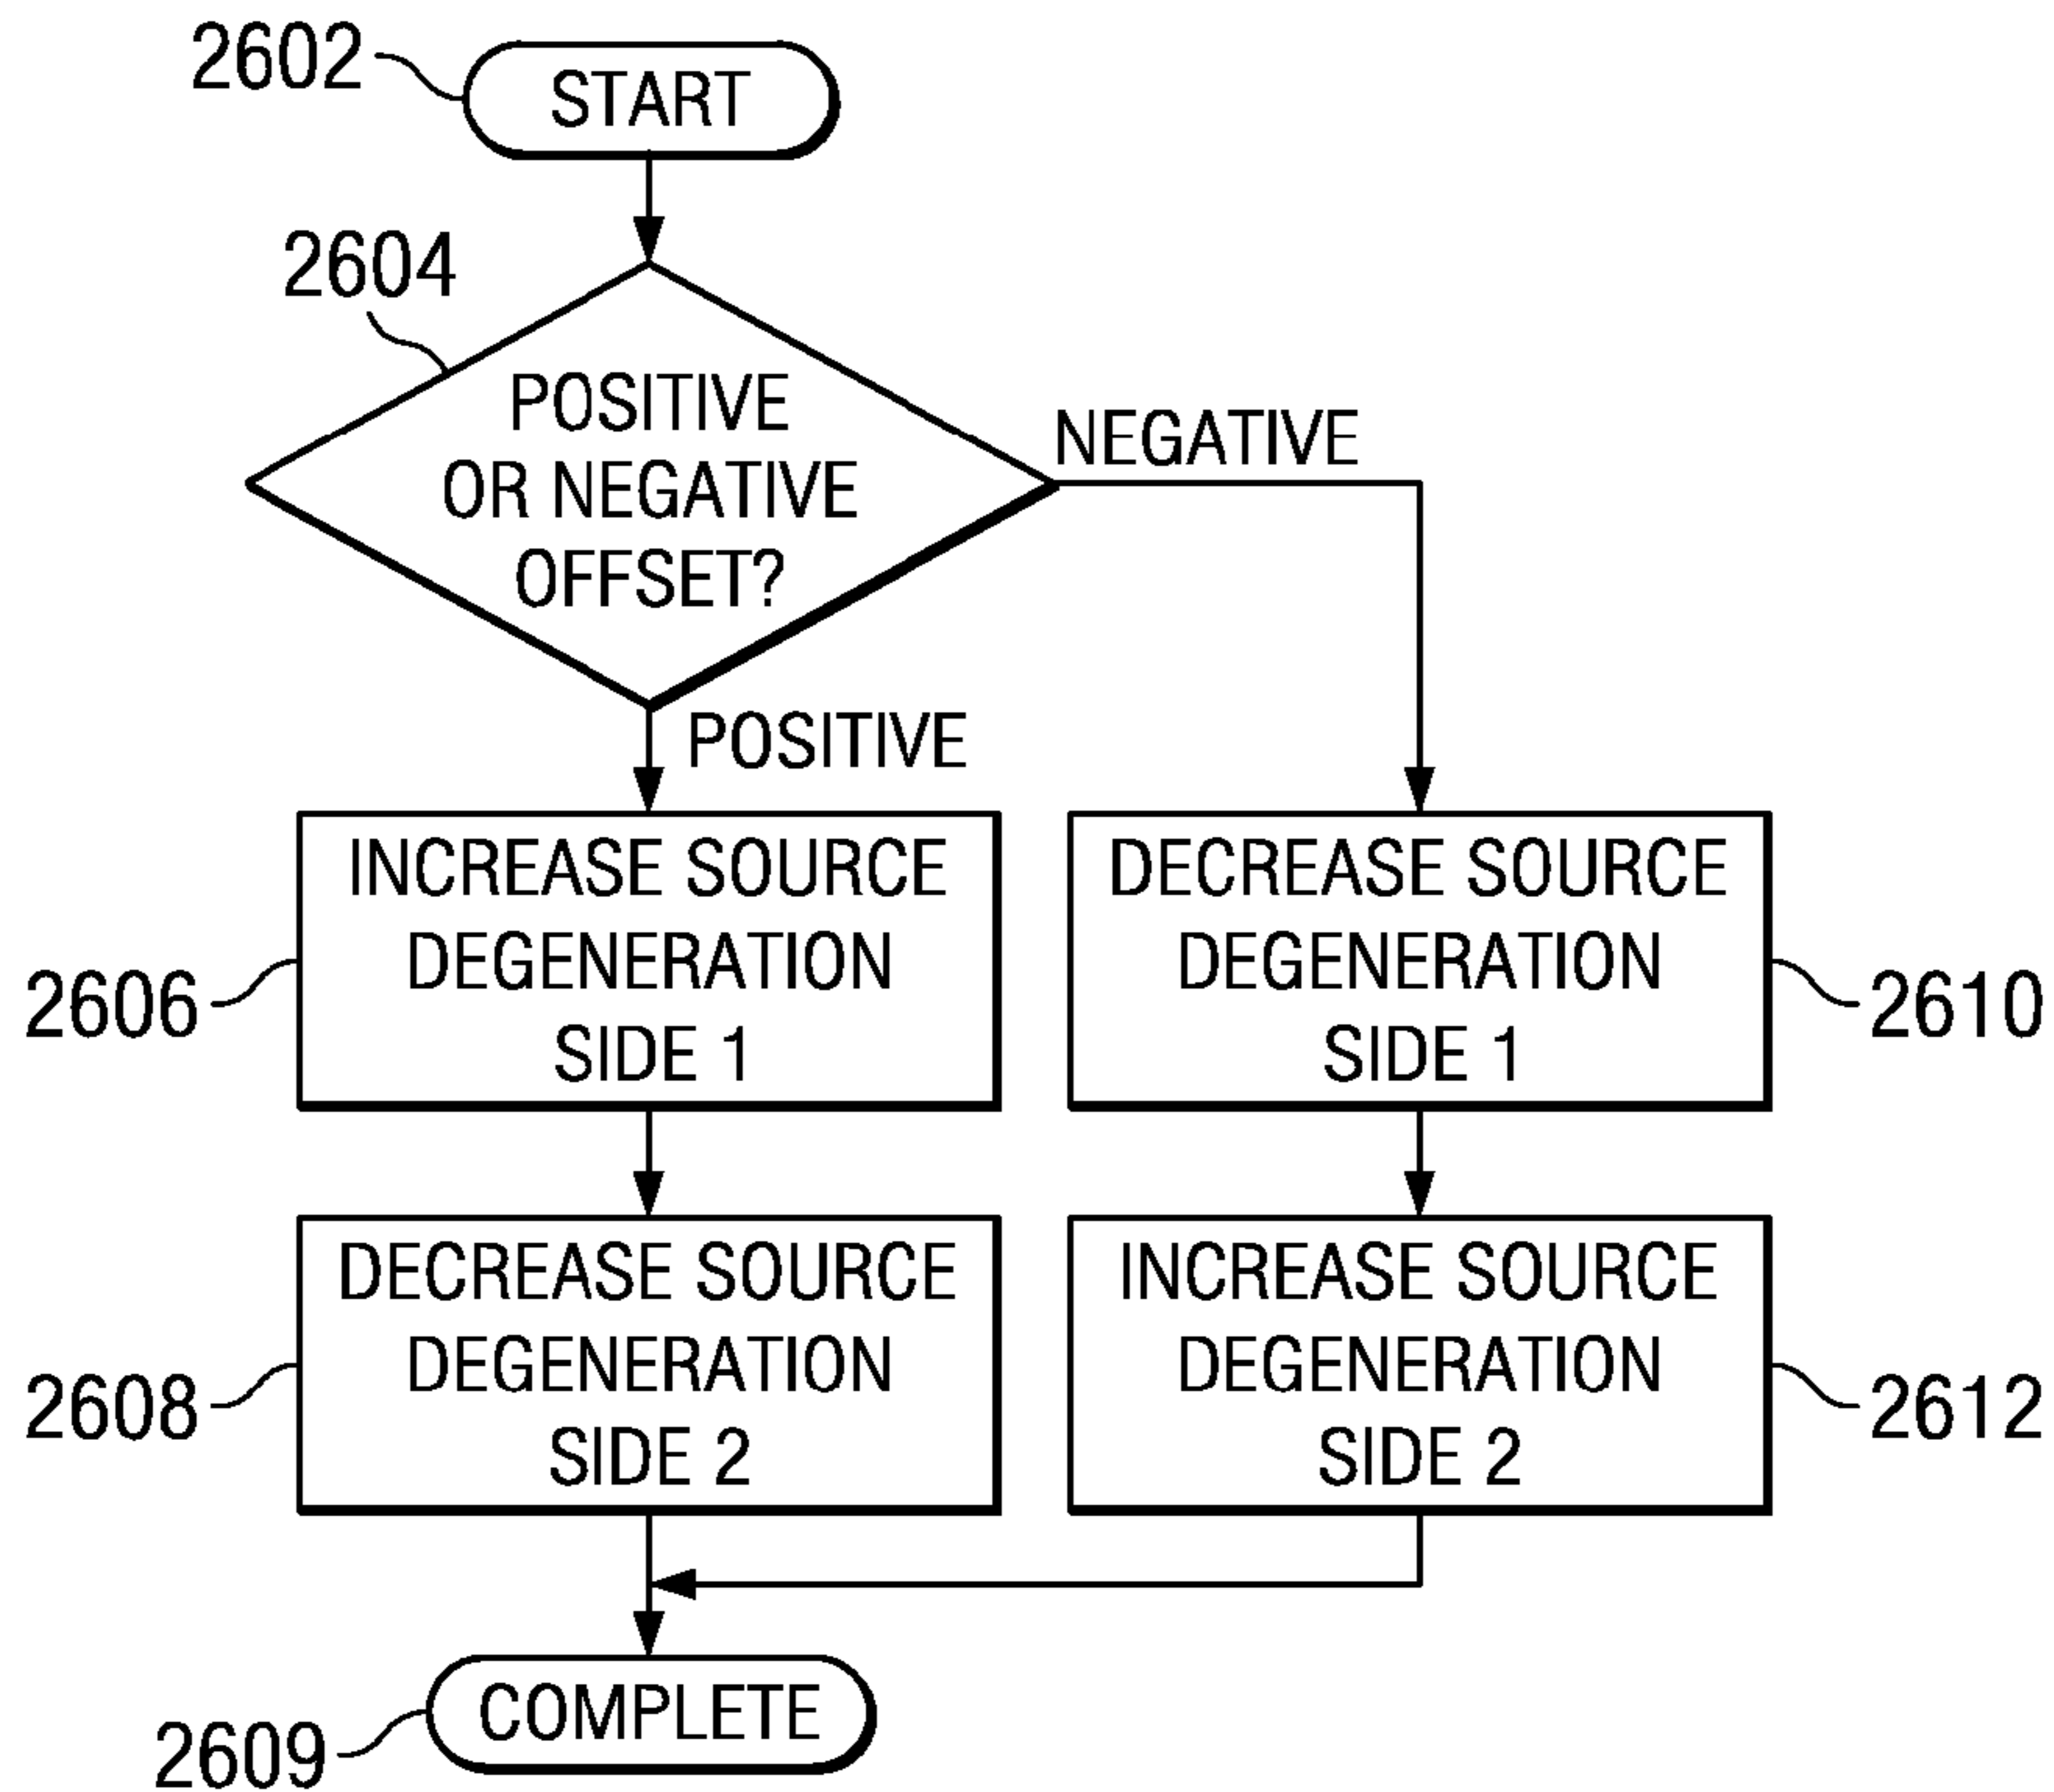 2602
START
2604
POSITIVE
OR NEGATIVE
OFFSET?
NEGATIVE
POSITIVE
INCREASE SOURCE
DEGENERATION
SIDE 1
2606
DECREASE SOURCE
DEGENERATION
SIDE 1
2610
DECREASE SOURCE
DEGENERATION
SIDE 2
2608
INCREASE SOURCE
DEGENERATION
SIDE 2
2612
COMPLETE
2609